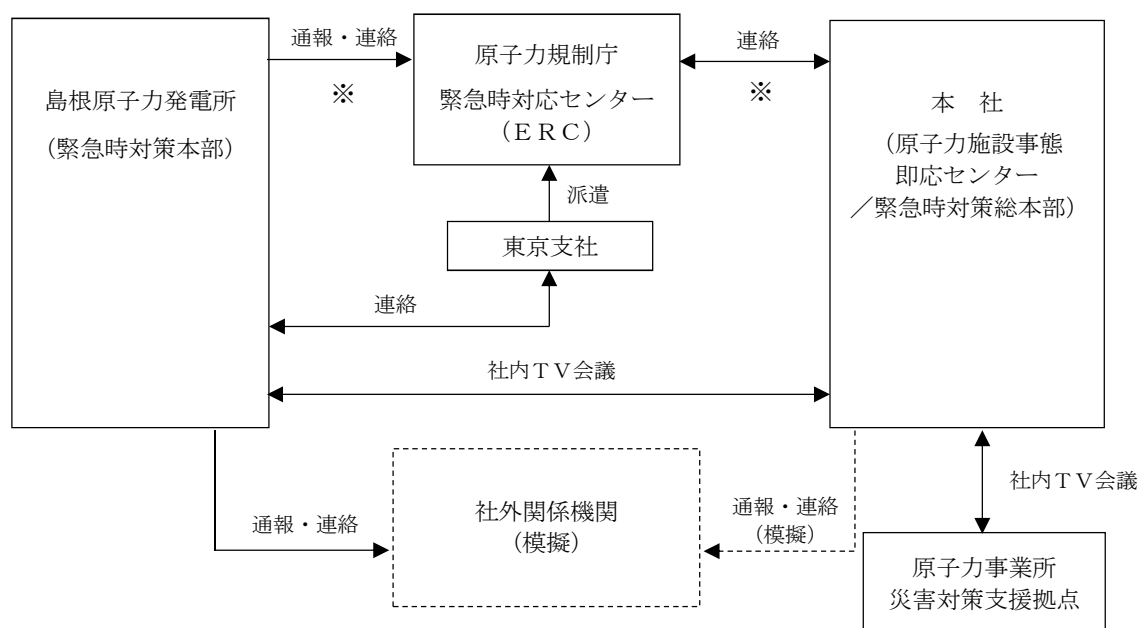 島根原子力発電所
(緊急時対策本部)
通報・連絡
※
原子力規制庁
緊急時対応センター
(ＥＲＣ)
連絡
※
本　社
(原子力施設事態
即応センター
／緊急時対策総本部)
派遣
東京支社
連絡
社内ＴＶ会議
社外関係機関
(模擬)
通報・連絡
通報・連絡
(模擬)
社内ＴＶ会議
原子力事業所
災害対策支援拠点